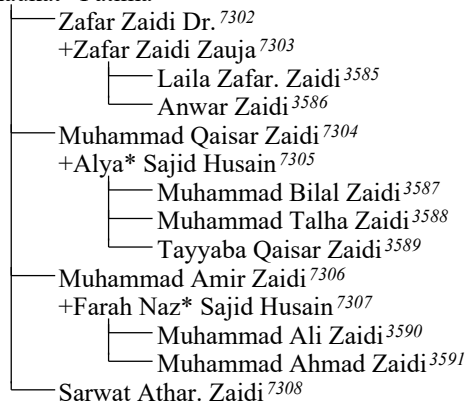 Zafar Zaidi Dr. 7302
+Zafar Zaidi Zauja 7303
Laila Zafar. Zaidi 3585
Anwar Zaidi 3586
Muhammad Qaisar Zaidi 7304
+Alya* Sajid Husain 7305
Muhammad Bilal Zaidi 3587
Muhammad Talha Zaidi 3588
Tayyaba Qaisar Zaidi 3589
Muhammad Amir Zaidi 7306
+Farah Naz* Sajid Husain 7307
Muhammad Ali Zaidi 3590
Muhammad Ahmad Zaidi 3591
Sarwat Athar. Zaidi 7308